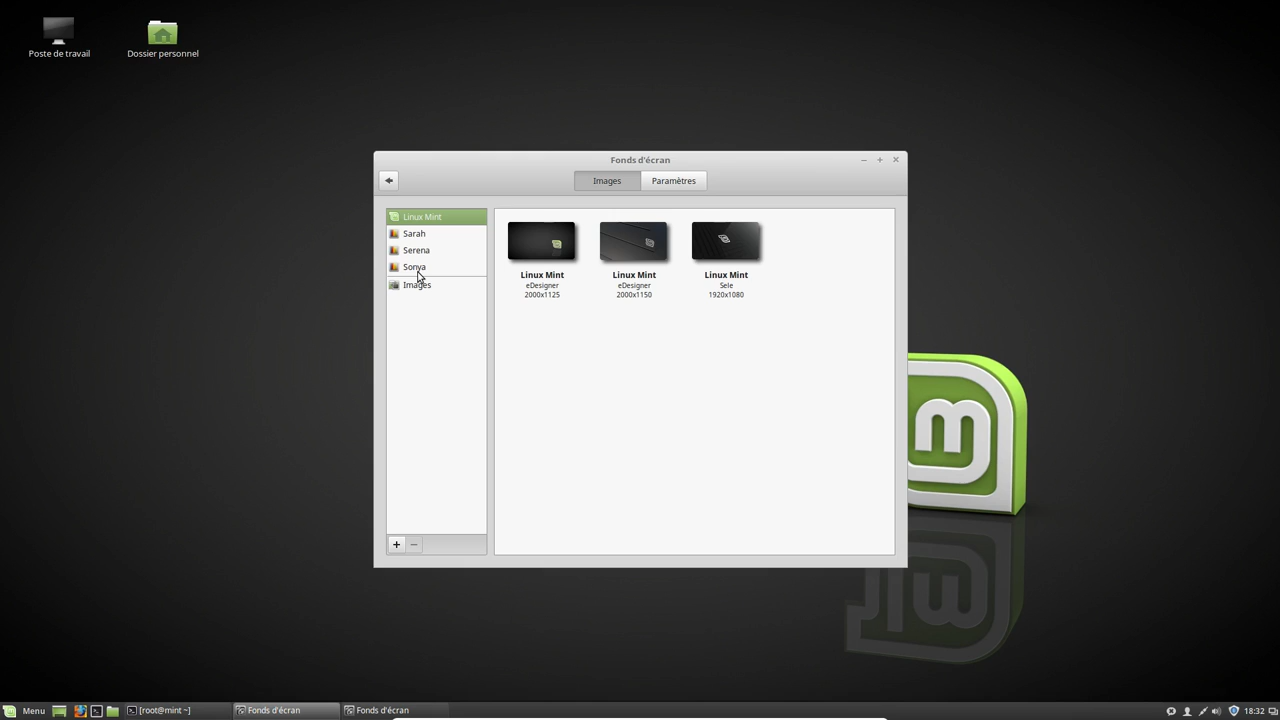 Poste de travail
Dossier personnel
Fonds d'écran
Images
Paramètres
Linux Mint
Sarah
Serena
Sonya
Images
Linux Mint
eDesigner
2000x1125
Linux Mint
eDesigner
2000x1150
Linux Mint
Sele
1920x1080
Menu
[root@mint ~]
Fonds d'écran
Fonds d'écran
18:32